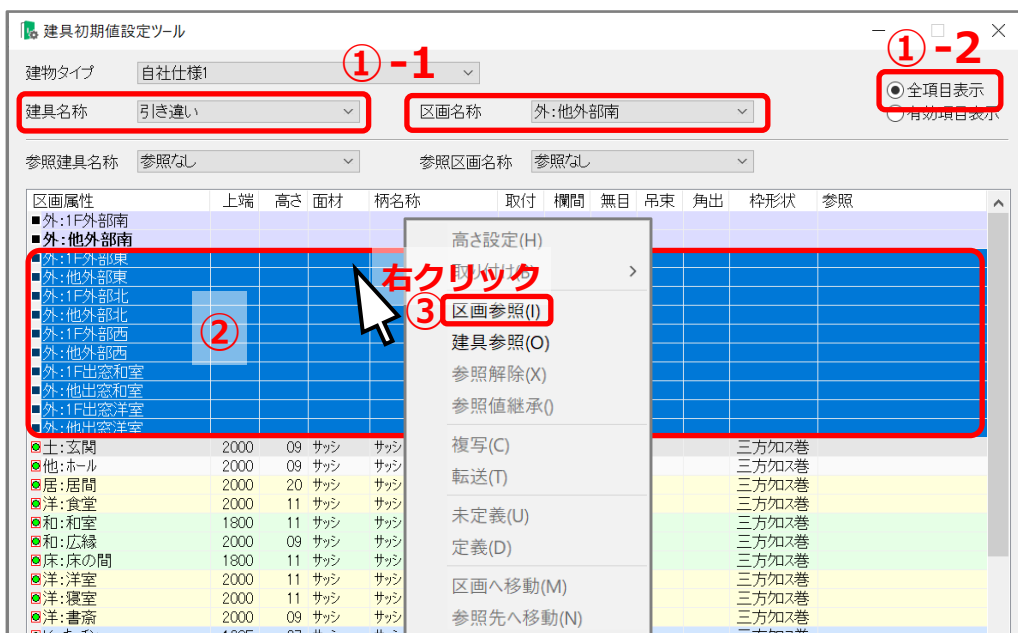 建具初期値設定ツール
①-1
①-2
建物タイプ 自社仕様1
全項目表示
建具名称 引き違い 区画名称 外:他外部南
有効項目表示
参照建具名称 参照なし 参照区画名称 参照なし
区画属性 上端 高さ 面材 柄名称 取付 欄間 無目 吊束 角出 枠形状 参照
■外:1F外部南
■外:他外部南
■外:1F外部東
■外:他外部東
■外:1F外部北
■外:他外部北
■外:1F外部西
■外:他外部西
■外:1F出窓和室
■外:他出窓和室
■外:1F出窓洋室
■外:他出窓洋室
②
土:玄関 2000 09 サッシ サッシ 三方クロス巻
他:ホール 2000 09 サッシ サッシ 三方クロス巻
居:居間 2000 20 サッシ サッシ 三方クロス巻
洋:食堂 2000 11 サッシ サッシ 三方クロス巻
和:和室 1800 11 サッシ サッシ 三方クロス巻
和:広縁 2000 09 サッシ サッシ 三方クロス巻
床:床の間 1800 11 サッシ サッシ 三方クロス巻
洋:洋室 2000 11 サッシ サッシ 三方クロス巻
洋:寝室 2000 11 サッシ サッシ 三方クロス巻
洋:書斎 2000 09 サッシ サッシ 三方クロス巻
高さ設定(H)
取り付け(B)
右クリック
③
区画参照(I)
建具参照(O)
参照解除(X)
参照値継承()
複写(C)
転送(T)
未定義(U)
定義(D)
区画へ移動(M)
参照先へ移動(N)